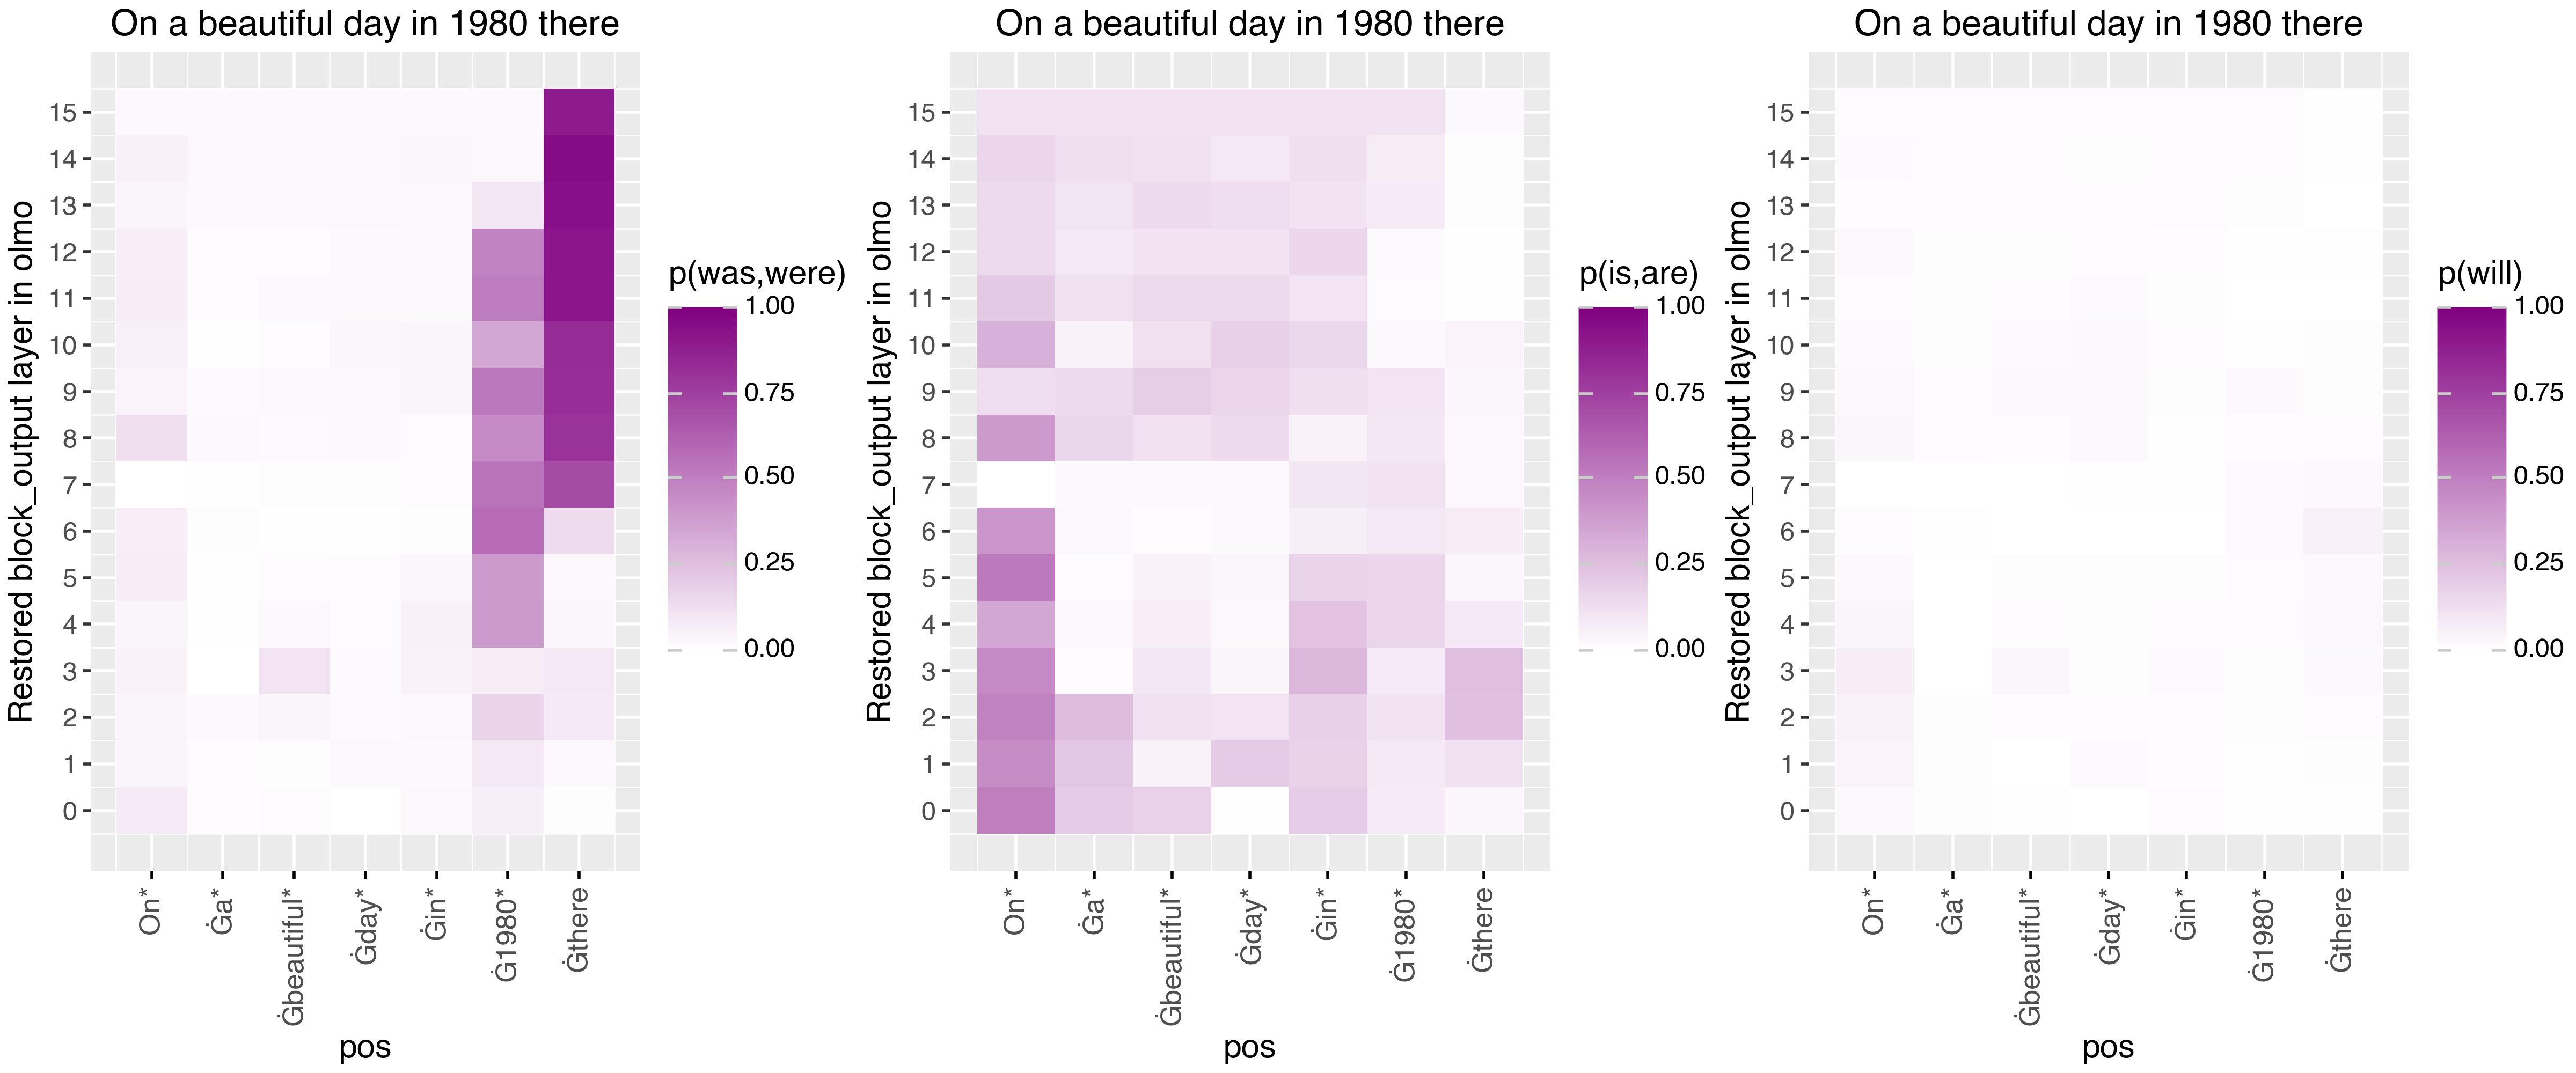 On a beautiful day in 1980 there
Restored block_output layer in olmo
15
14
13
12
11
10
9
8
7
6
5
4
3
2
1
0
On*
Ġa*
Ġbeautiful*
Ġday*
Ġin*
Ġ1980*
Ġthere
pos
p(was,were)
1.00
0.75
0.50
0.25
0.00
On a beautiful day in 1980 there
Restored block_output layer in olmo
15
14
13
12
11
10
9
8
7
6
5
4
3
2
1
0
On*
Ġa*
Ġbeautiful*
Ġday*
Ġin*
Ġ1980*
Ġthere
pos
p(is,are)
1.00
0.75
0.50
0.25
0.00
On a beautiful day in 1980 there
Restored block_output layer in olmo
15
14
13
12
11
10
9
8
7
6
5
4
3
2
1
0
On*
Ġa*
Ġbeautiful*
Ġday*
Ġin*
Ġ1980*
Ġthere
pos
p(will)
1.00
0.75
0.50
0.25
0.00